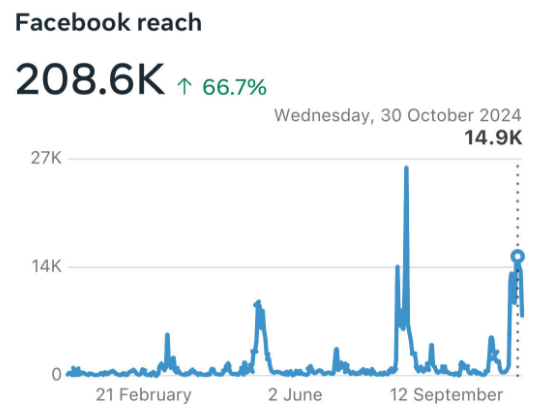 Facebook reach
208.6K ↑ 66.7%
Wednesday, 30 October 2024
14.9K
27K
14K
0
21 February 2 June 12 September